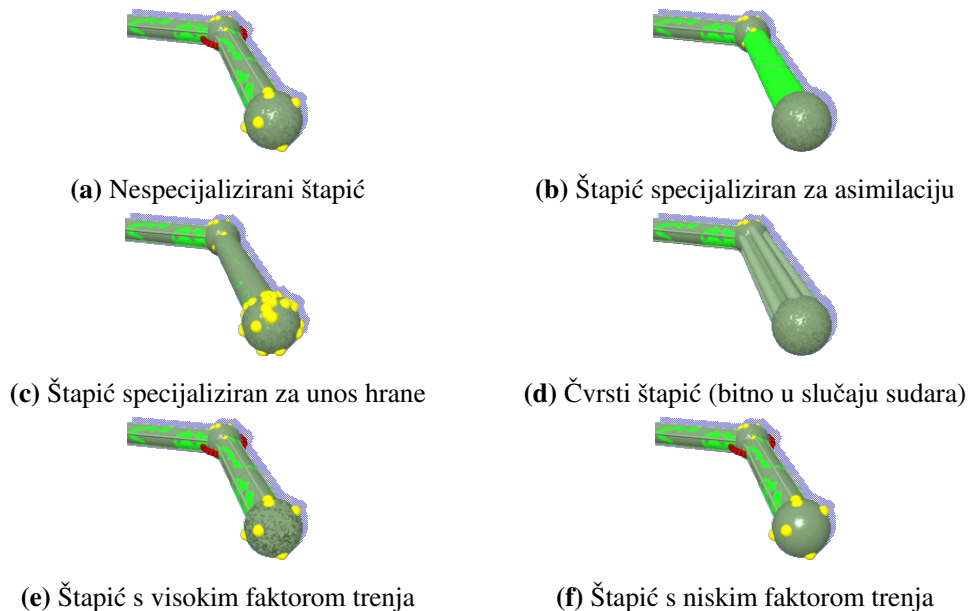 (a) Nespecijalizirani štapić
(b) Štapić specijaliziran za asimilaciju
(c) Štapić specijaliziran za unos hrane
(d) Čvrsti štapić (bitno u slučaju sudara)
(e) Štapić s visokim faktorom trenja
(f) Štapić s niskim faktorom trenja